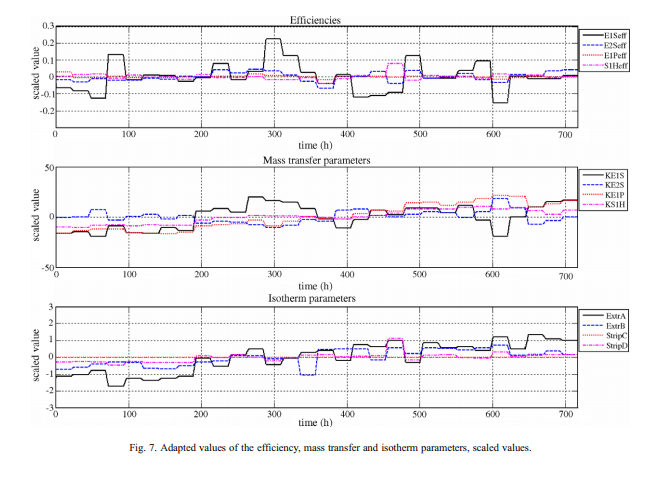 Efficiencies
0.3
0.2
0.1
0
-0.1
-0.2
scaled value
0 100 200 300 400 500 600 700
time (h)
E1Seff
E2Seff
E1Peff
S1Heff
Mass transfer parameters
50
0
-50
scaled value
0 100 200 300 400 500 600 700
time (h)
KE1S
KE2S
KE1P
KS1H
Isotherm parameters
3
2
1
0
-1
-2
-3
scaled value
0 100 200 300 400 500 600 700
time (h)
ExtrA
ExtrB
StripC
StripD
Fig. 7. Adapted values of the efficiency, mass transfer and isotherm parameters, scaled values.